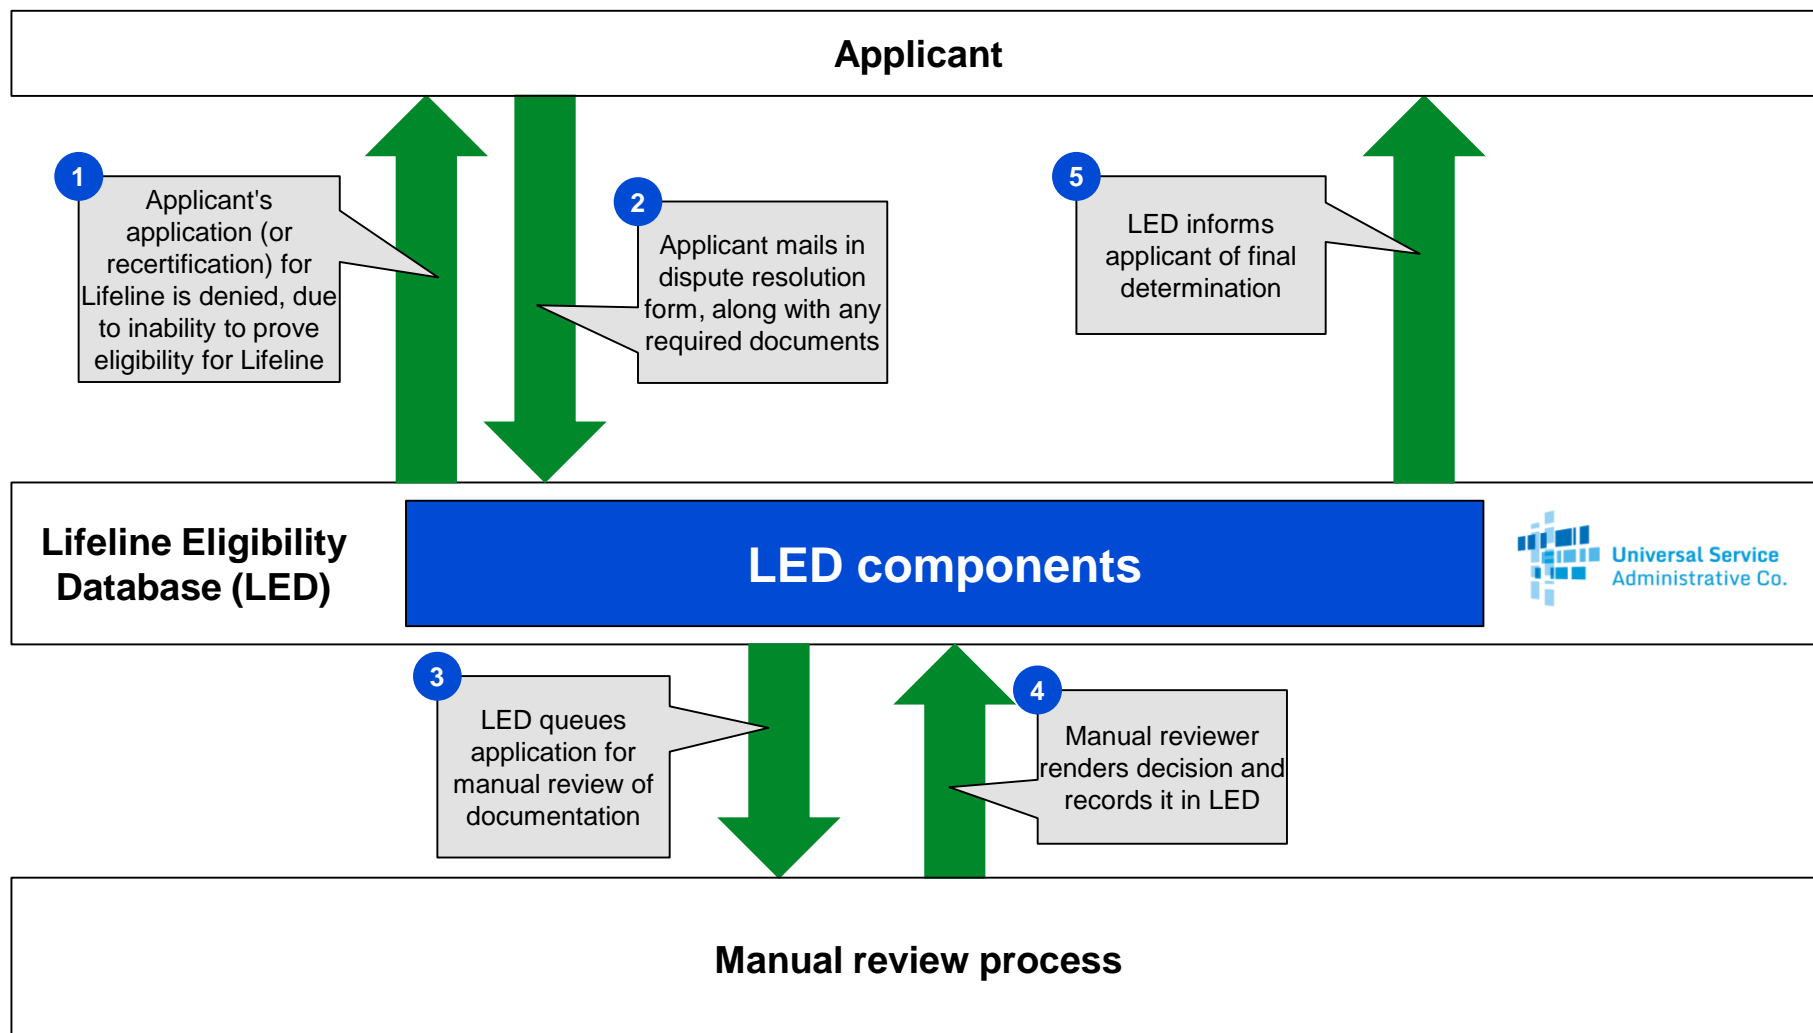 Applicant
1
Applicant's
application (or
recertification) for
Lifeline is denied, due
to inability to prove
eligibility for Lifeline
2
Applicant mails in
dispute resolution
form, along with any
required documents
5
LED informs
applicant of final
determination
Lifeline Eligibility
Database (LED)
LED components
Universal Service
Administrative Co.
3
LED queues
application for
manual review of
documentation
4
Manual reviewer
renders decision and
records it in LED
Manual review process